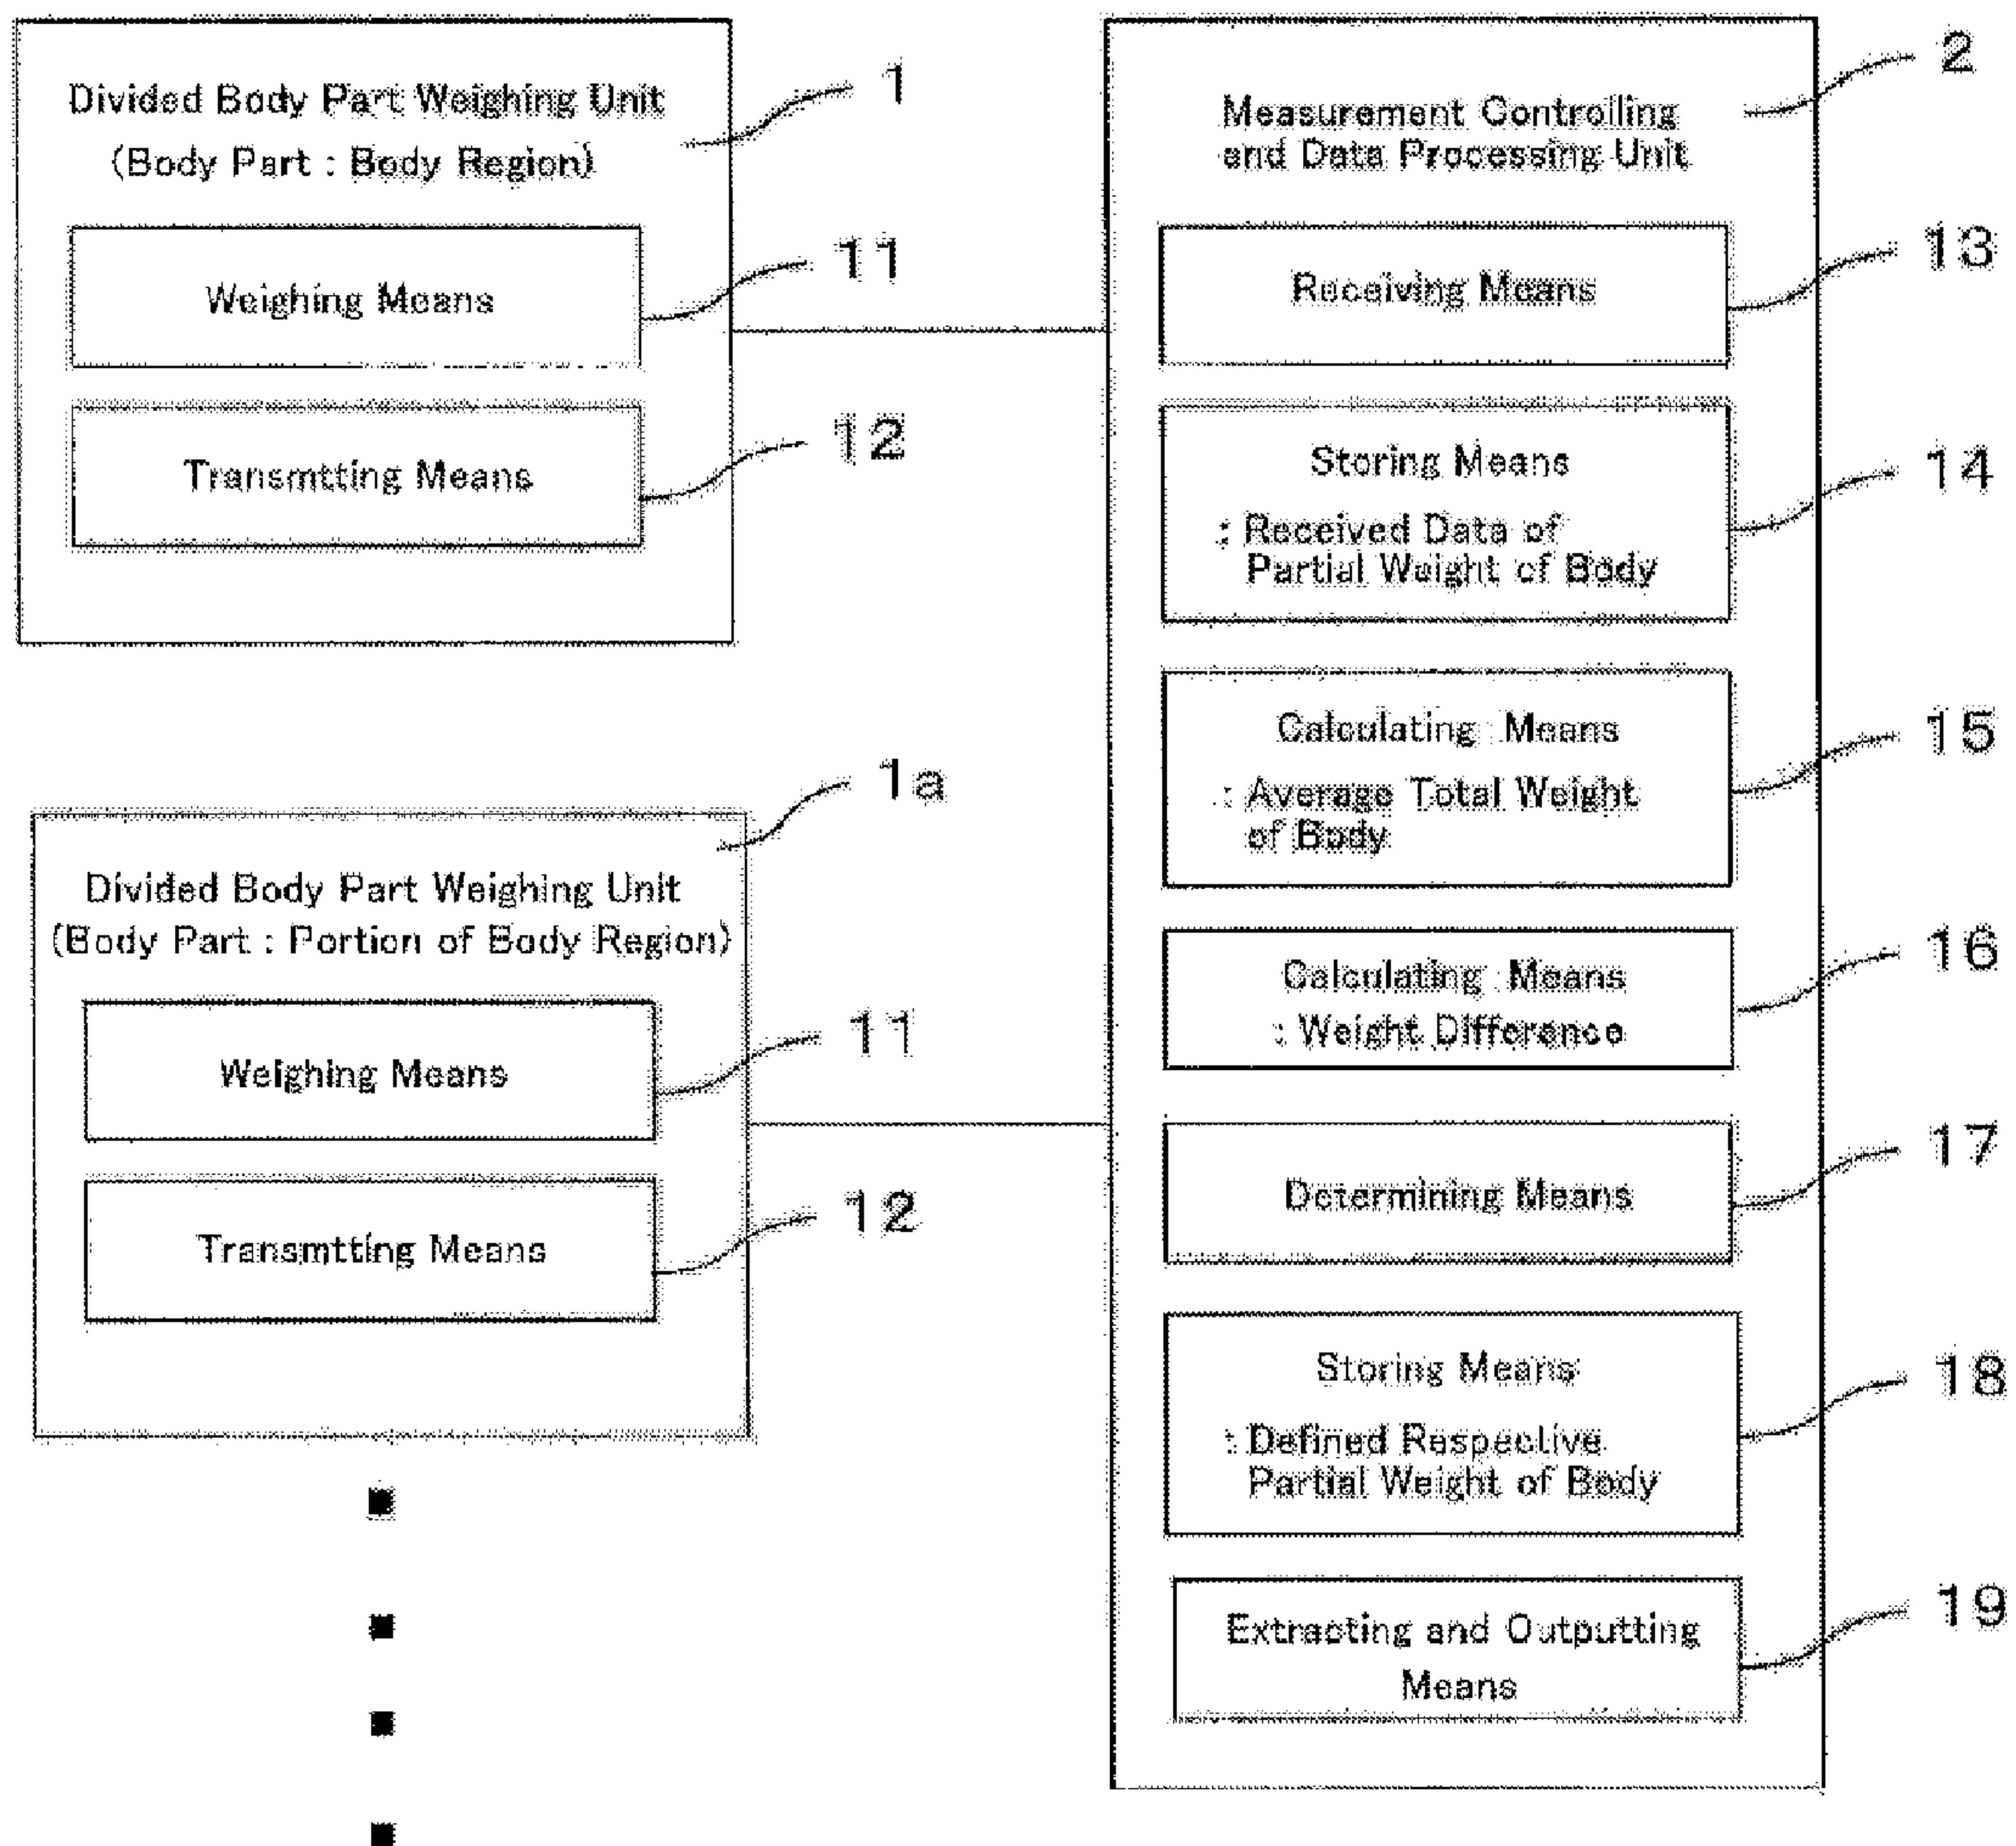 Divided Body Part Weighing Unit
(Body Part : Body Region)
1
Weighing Means
11
Transmtting Means
12
Divided Body Part Weighing Unit
(Body Part : Portion of Body Region)
1a
Weighing Means
11
Transmtting Means
12
Measurement Controlling
and Data Processing Unit
2
Receiving Means
13
Storing Means
: Received Data of
Partial Weight of Body
14
Calculating Means
: Average Total Weight
of Body
15
Calculating Means
: Weight Difference
16
Determining Means
17
Storing Means
: Defined Respective
Partial Weight of Body
18
Extracting and Outputting
Means
19